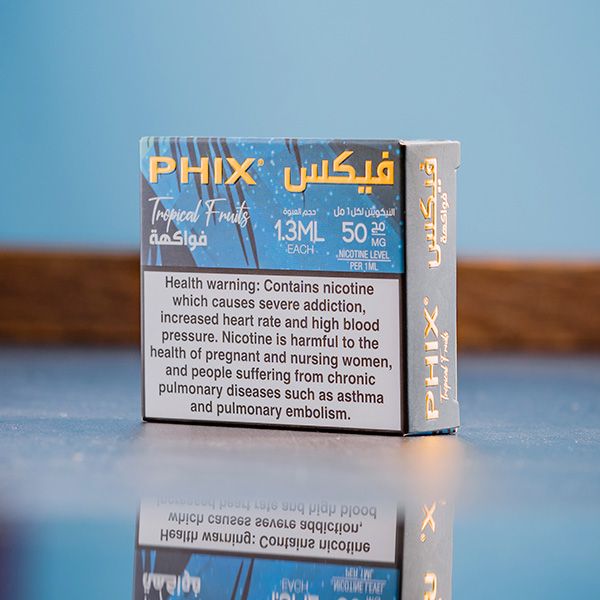 PHIX® فيكس
Tropical Fruits
فواكهة
حجم العبوة
1.3ML
EACH
النيكوتين لكل 1 مل
50 مج MG
NICOTINE LEVEL
PER 1ML
Health warning: Contains nicotine
which causes severe addiction,
increased heart rate and high blood
pressure. Nicotine is harmful to the
health of pregnant and nursing women,
and people suffering from chronic
pulmonary diseases such as asthma
and pulmonary embolism.
فيكس
فواكهة
PHIX®
Tropical Fruits